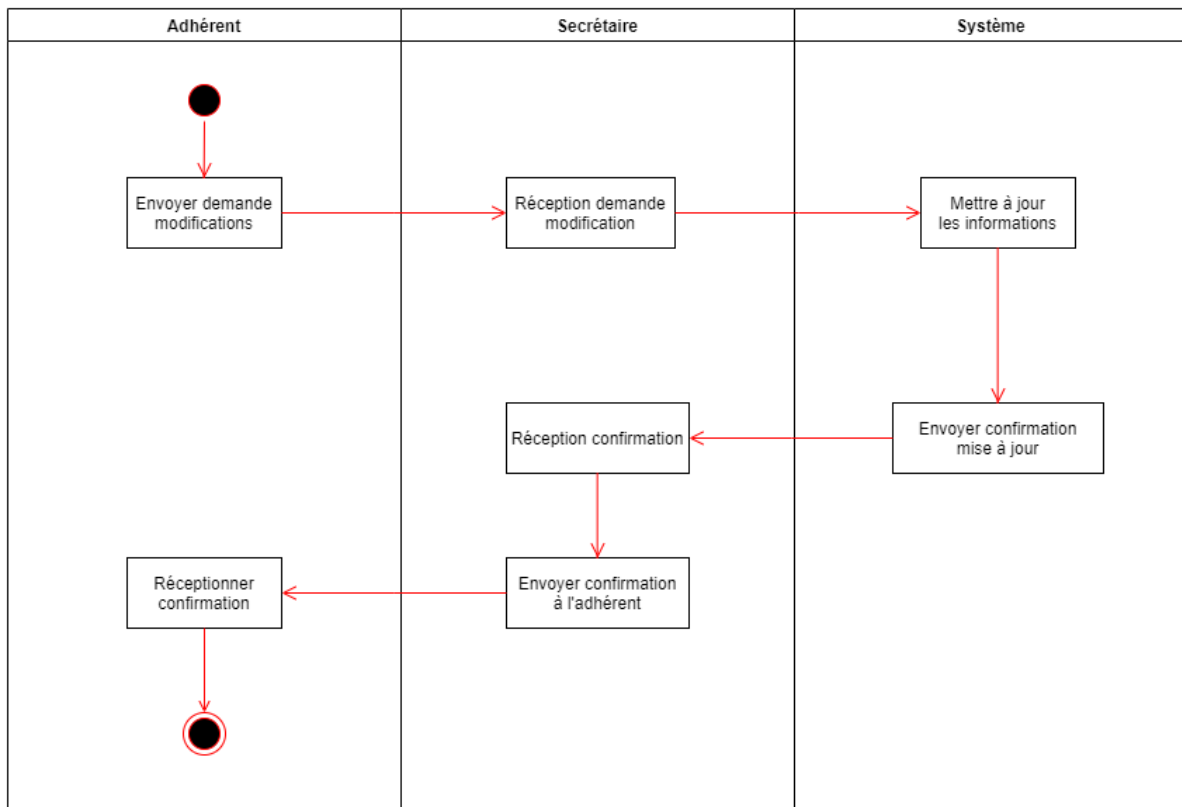 Adhérent
Secrétaire
Système
Envoyer demande
modifications
Réception demande
modification
Mettre à jour
les informations
Réception confirmation
Envoyer confirmation
mise à jour
Réceptionner
confirmation
Envoyer confirmation
à l'adhérent